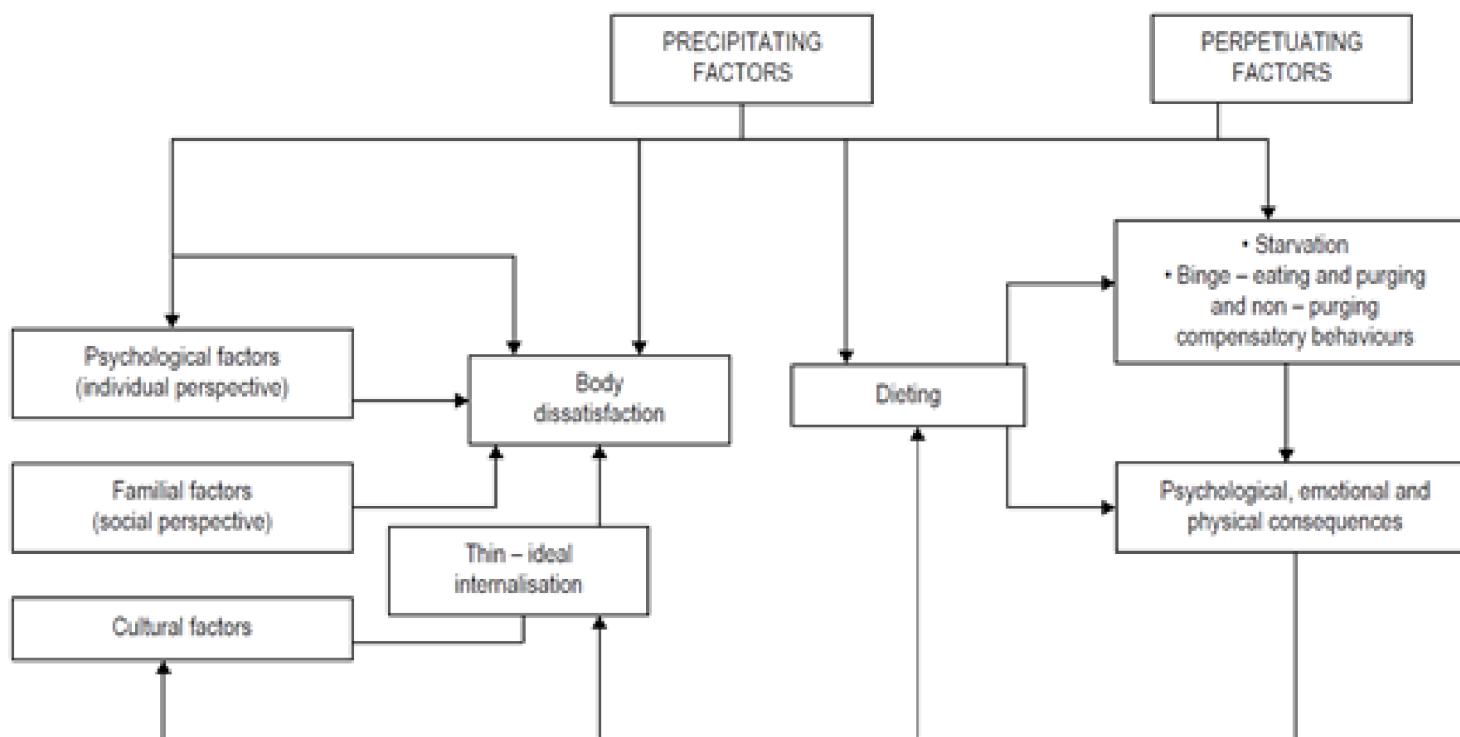 PRECIPITATING
FACTORS
PERPETUATING
FACTORS
• Starvation
• Binge – eating and purging
and non – purging
compensatory behaviours
Psychological factors
(individual perspective)
Body
dissatisfaction
Dieting
Familial factors
(social perspective)
Psychological, emotional and
physical consequences
Thin – ideal
internalisation
Cultural factors